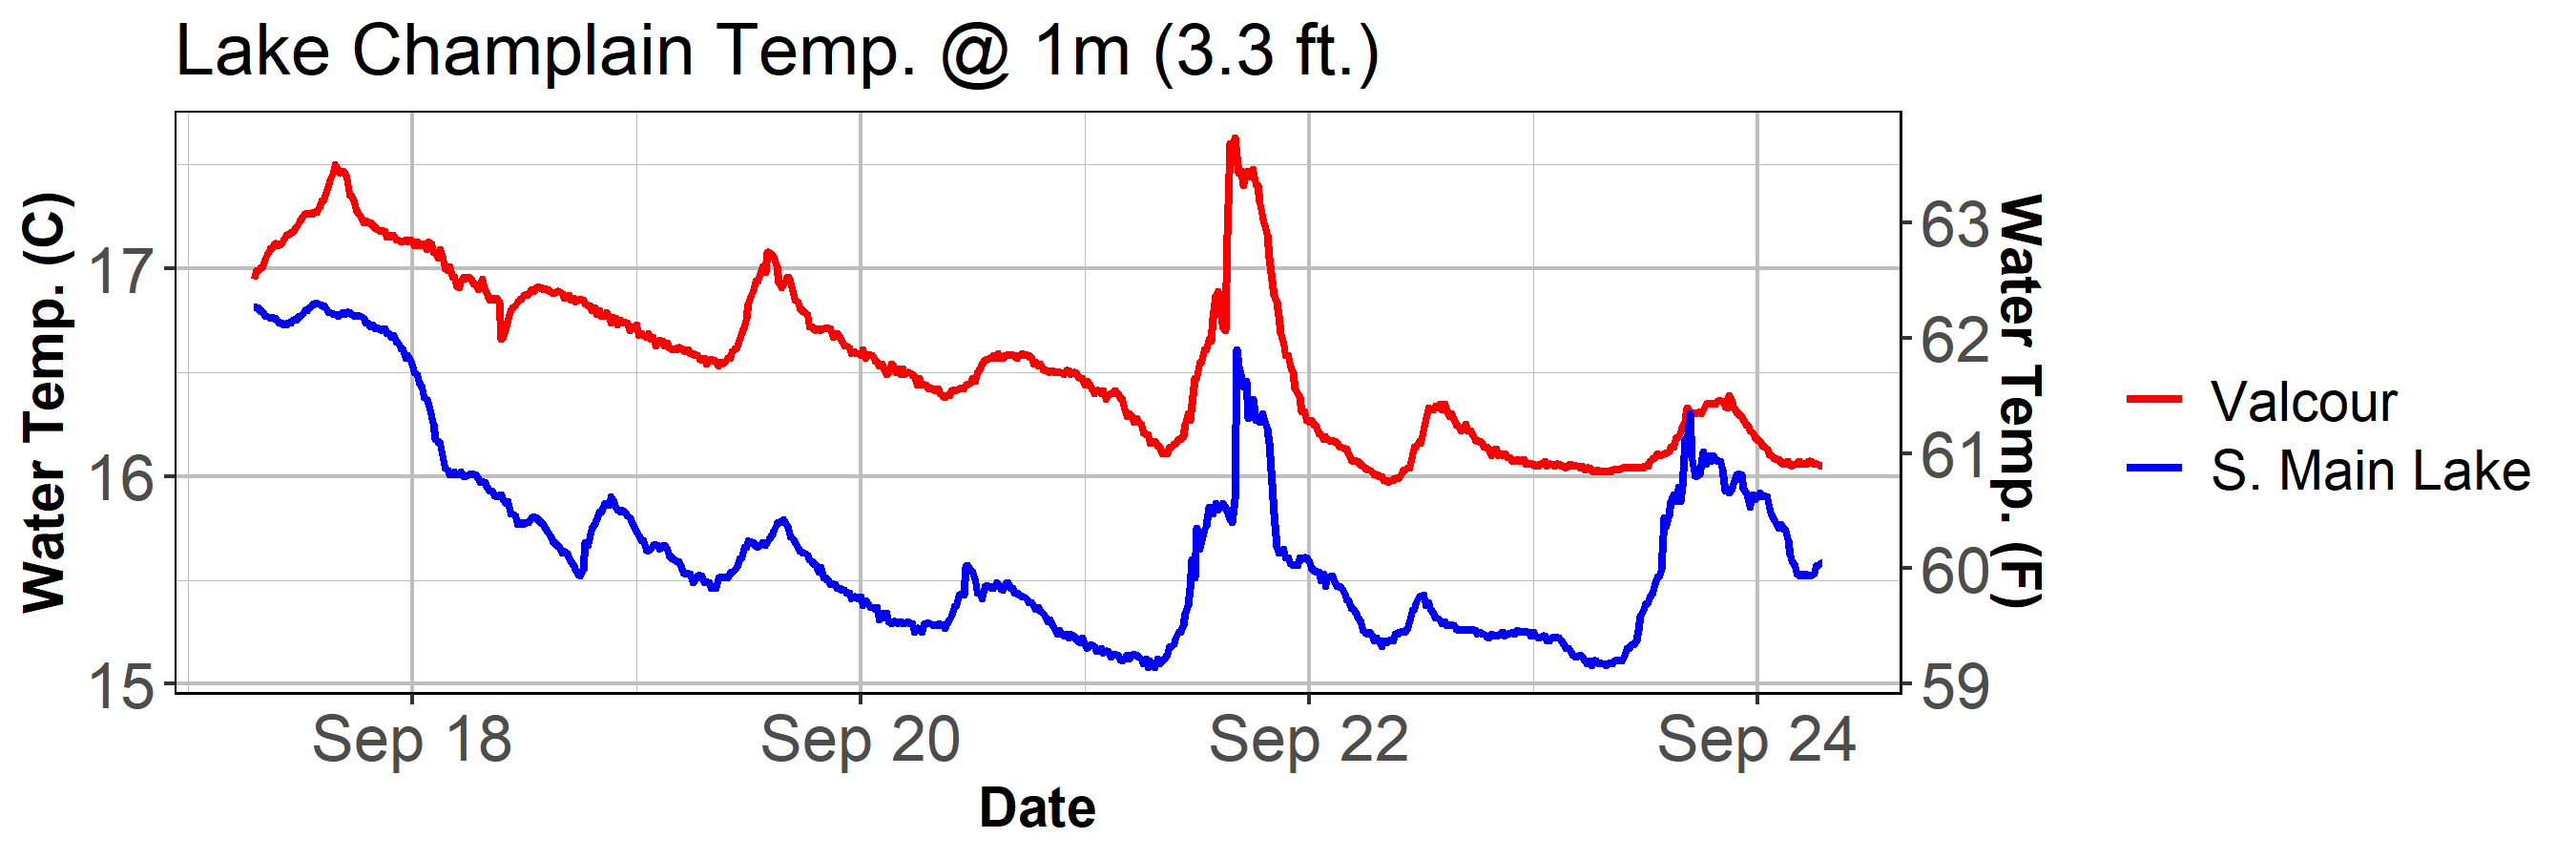 Lake Champlain Temp. @ 1m (3.3 ft.)
Water Temp. (C)
17
16
15
63
62
61
60
59
Water Temp. (F)
Sep 18
Sep 20
Sep 22
Sep 24
Date
Valcour
S. Main Lake